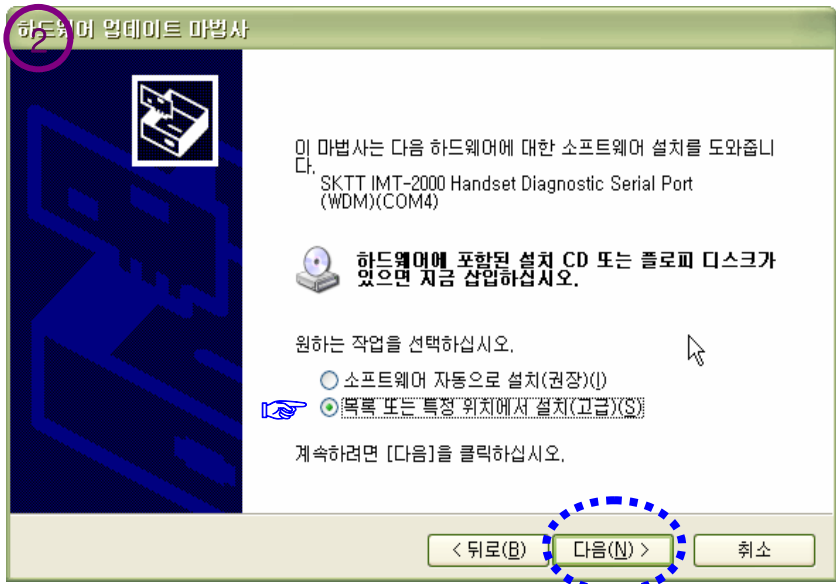 하드웨어 업데이트 마법사
2
이 마법사는 다음 하드웨어에 대한 소프트웨어 설치를 도와줍니
다.
SKTT IMT-2000 Handset Diagnostic Serial Port
(WDM)(COM4)
하드웨어에 포함된 설치 CD 또는 플로피 디스크가
있으면 지금 삽입하십시오.
원하는 작업을 선택하십시오.
소프트웨어 자동으로 설치(권장)(I)
목록 또는 특정 위치에서 설치(고급)(S)
계속하려면 [다음]을 클릭하십시오.
< 뒤로(B) 다음(N) > 취소